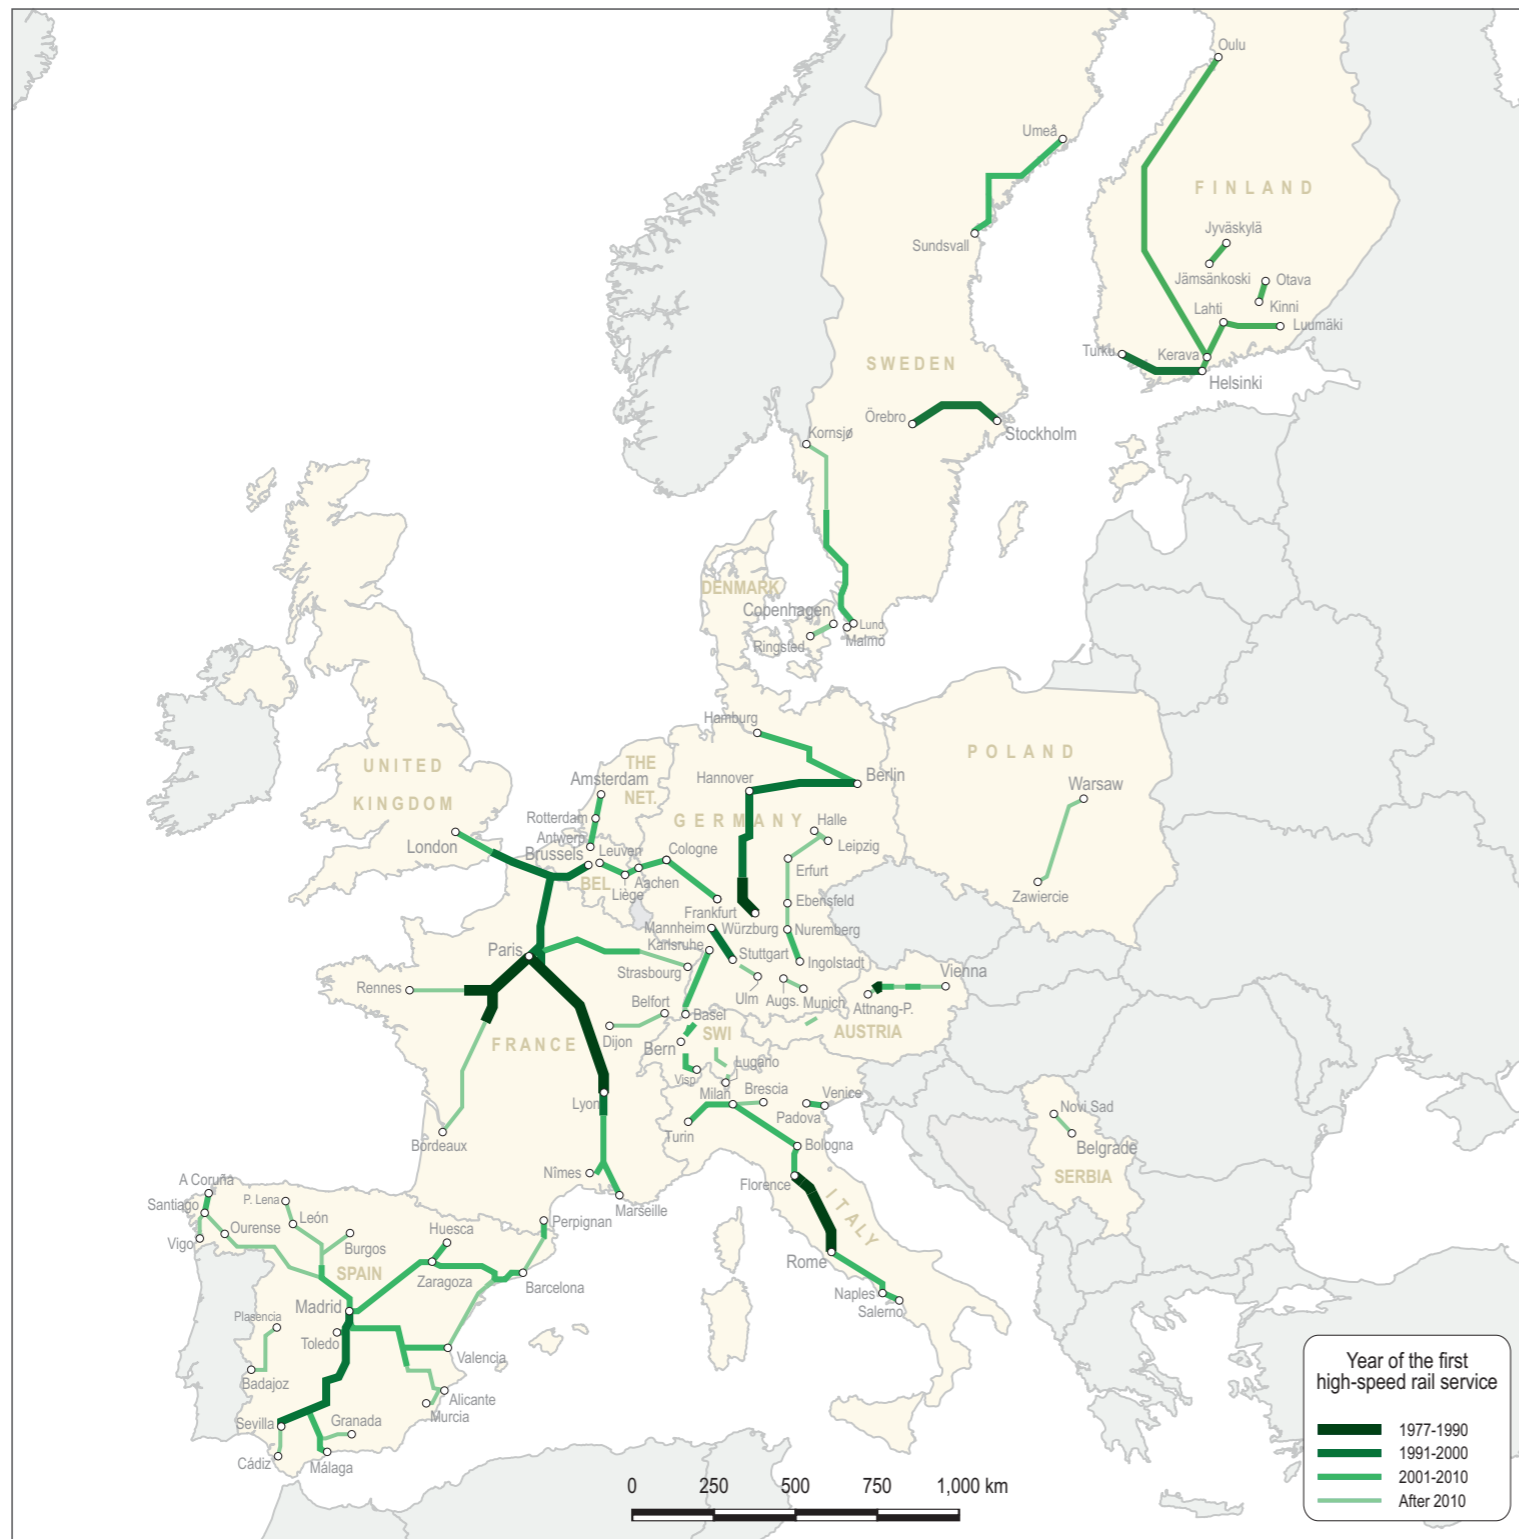 Oulu
Umeå
FINLAND
Sundsvall
Jyväskylä
Jämsänkoski
Otava
Kinni
Lahti
Luumäki
Turku
Kerava
Helsinki
SWEDEN
Örebro
Stockholm
Kornsjø
DENMARK
Copenhagen
Lund
Malmö
Ringsted
Hamburg
POLAND
UNITED
KINGDOM
THE
NET.
Amsterdam
Hannover
Berlin
Warsaw
Rotterdam
GERMANY
Halle
Antwerp
Leipzig
London
Brussels
Leuven
Cologne
Erfurt
BEL.
Aachen
Liège
Zawiercie
Ebensfeld
Frankfurt
Würzburg
Mannheim
Nuremberg
Karlsruhe
Paris
Stuttgart
Ingolstadt
Strasbourg
Vienna
Rennes
Ulm
Augs.
Munich
Attnang-P.
Belfort
Basel
FRANCE
Dijon
Bern
SWI
AUSTRIA
Lugano
Visp
Milan
Brescia
Venice
Padova
Lyon
Novi Sad
Belgrade
Turin
Bologna
Bordeaux
Nîmes
Florence
SERBIA
A Coruña
Santiago
P. Lena
Marseille
ITALY
León
Ourense
Huesca
Perpignan
Vigo
Burgos
SPAIN
Zaragoza
Barcelona
Rome
Madrid
Naples
Salerno
Plasencia
Toledo
Valencia
Badajoz
Alicante
Murcia
Sevilla
Granada
Cádiz
Málaga
Year of the first
high-speed rail service
1977-1990
1991-2000
2001-2010
After 2010
0 250 500 750 1,000 km